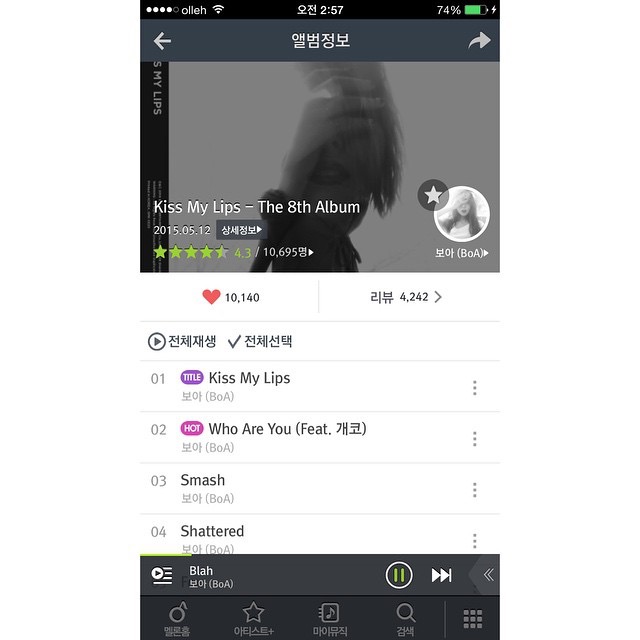 olleh 오전 2:57 74%
앨범정보
S MY LIPS
Kiss My Lips – The 8th Album
2015.05.12 상세정보
4.3 / 10,695명
보아 (BoA)
10,140 리뷰 4,242
전체재생 전체선택
01 TITLE Kiss My Lips
보아 (BoA)
02 HOT Who Are You (Feat. 개코)
보아 (BoA)
03 Smash
보아 (BoA)
04 Shattered
보아 (BoA)
Blah
보아 (BoA)
멜론홈 아티스트+ 마이뮤직 검색